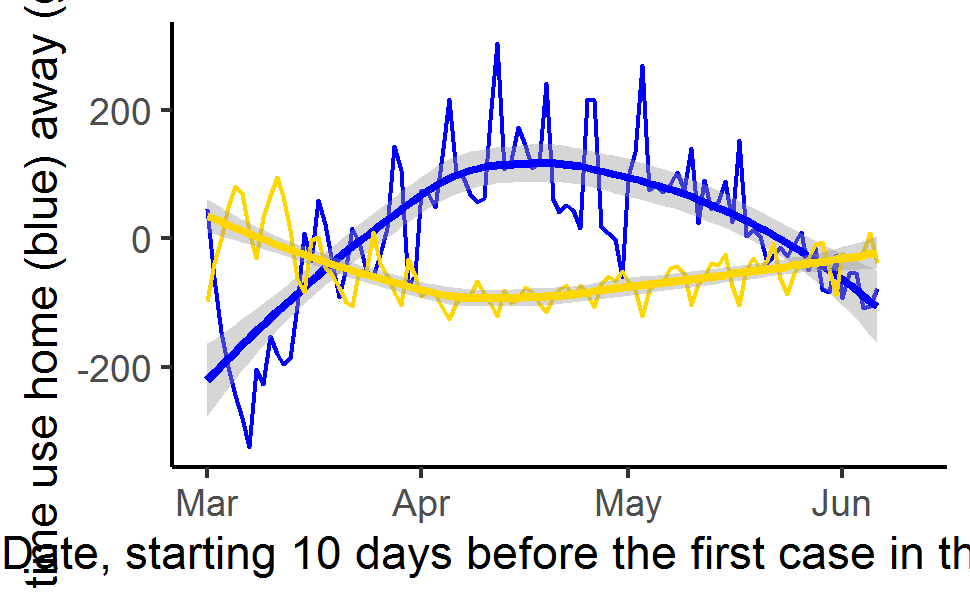 time use home (blue) away (
200
0
-200
Mar Apr May Jun
Date, starting 10 days before the first case in th